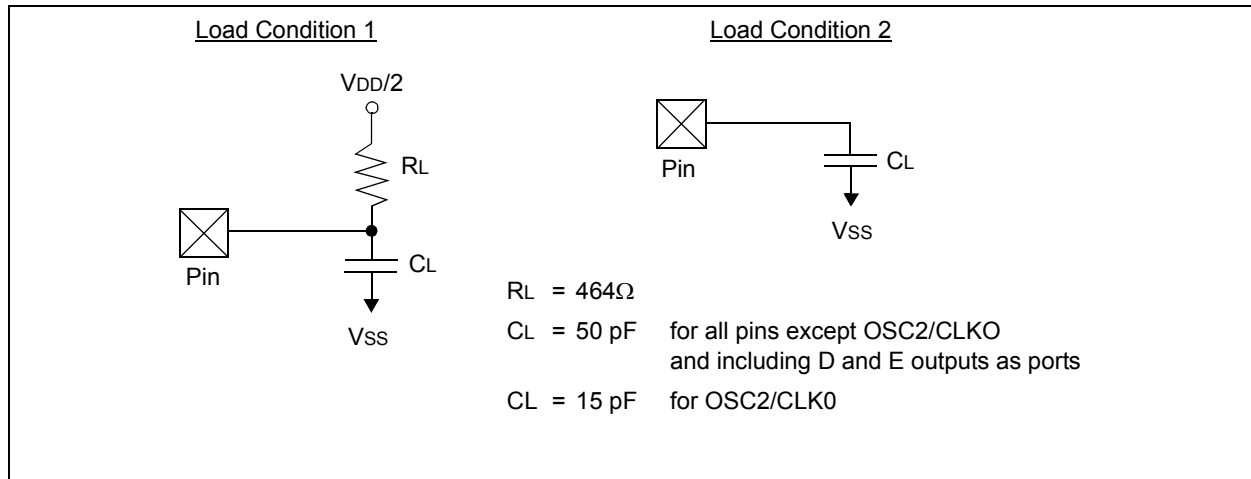 Load Condition 1
VDD/2
RL
Pin
CL
VSS
Load Condition 2
Pin
CL
VSS
RL = 464Ω
CL = 50 pF for all pins except OSC2/CLKO
and including D and E outputs as ports
CL = 15 pF for OSC2/CLK0